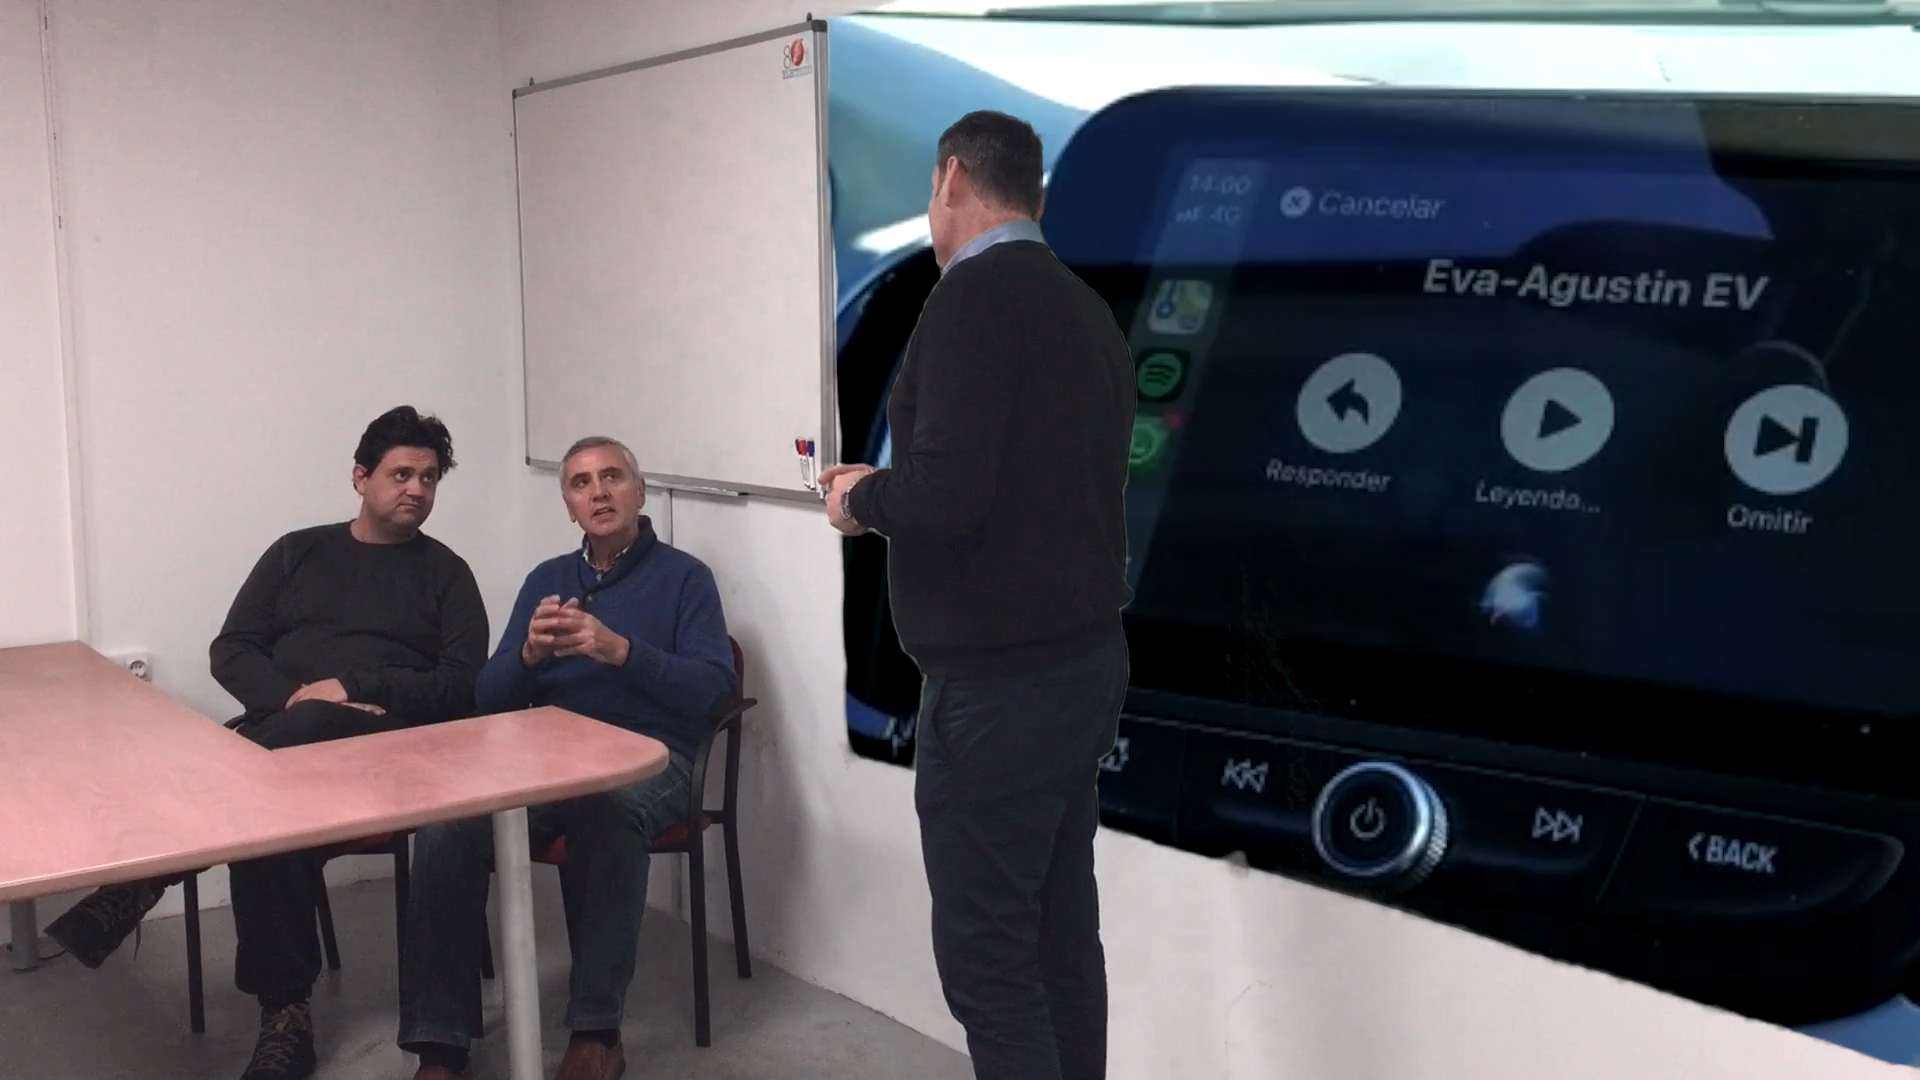 14:00
4G
Cancelar
Eva-Agustin EV
Responder
Leyendo...
Omitir
BACK